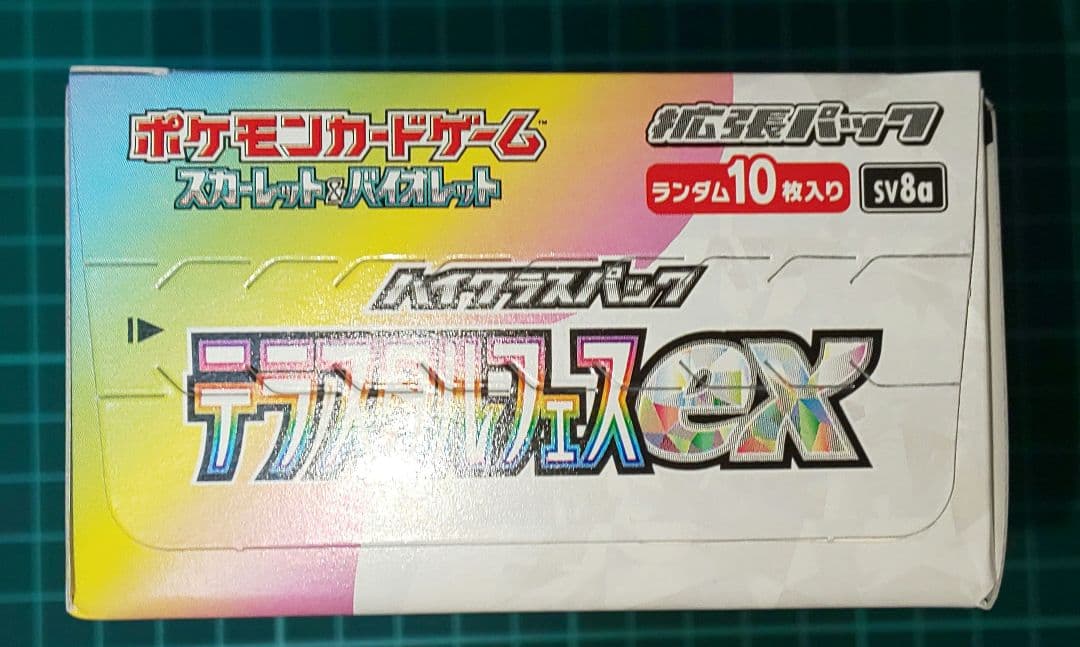 ポケモンカードゲーム™
スカーレット&バイオレット
拡張パック
ランダム10枚入り
SV8a
ハイクラスパック
テラスタルフェスex